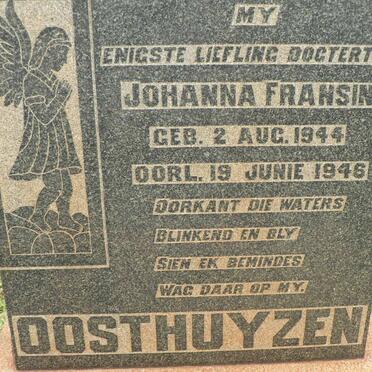 MY
ENIGSTE LIEFLING DOGTERT
JOHANNA FRANSIN
GEB. 2 AUG. 1944
OORL. 19 JUNIE 1946
OORKANT DIE WATERS
BLINKEND EN BLY
SIEN EK BEMINDES
WAG DAAR OP MY.
OOSTHUYZEN